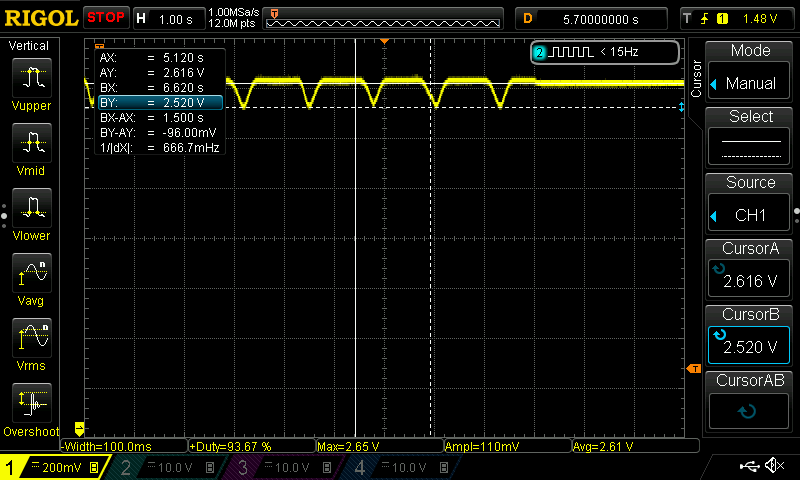 RIGOL STOP H 1.00 s 1.00MSa/s D 5.70000000 s T 1 1.48 V
12.0M pts
T
Vertical
Vupper
Vmid
Vlower
Vavg
n
Vrms
n
Overshoot
T
AX: = 5.120 s
AY: = 2.616 V
BX: = 6.620 s
BY: = 2.520 V
BX-AX: = 1.500 s
BY-AY: = -96.00mV
1/|dX|: = 666.7mHz
2 < 15Hz
T
Cursor
Mode
Manual
Select
Source
CH1
CursorA
2.616 V
CursorB
2.520 V
CursorAB
-Width=100.0ms +Duty=93.67 % Max=2.65 V Ampl=110mV Avg=2.61 V
1 200mV B 2 10.0 V B 3 10.0 V B 4 10.0 V B